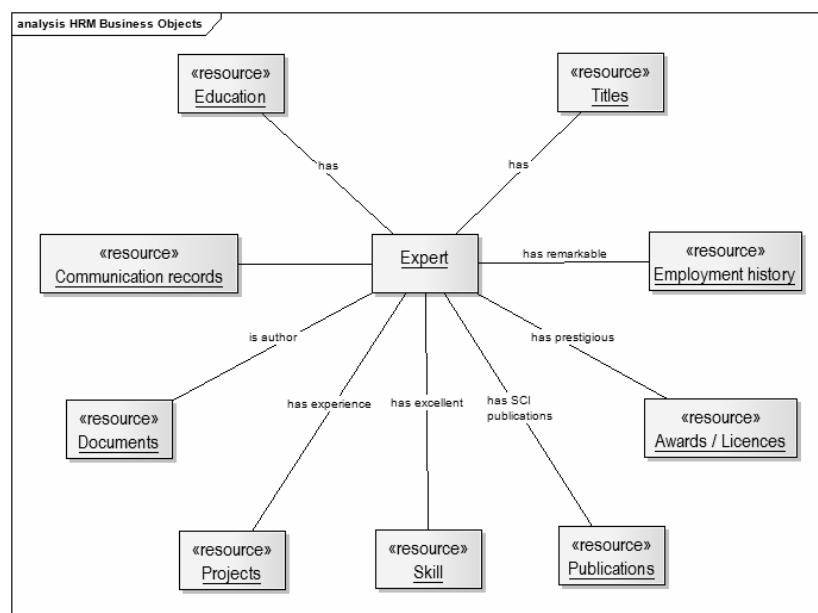 analysis HRM Business Objects
«resource»
Education
«resource»
Titles
has
has
«resource»
Communication records
Expert
has remarkable
«resource»
Employment history
is author
has prestigious
has experience
has excellent
has SCI
publications
«resource»
Documents
«resource»
Awards / Licences
«resource»
Projects
«resource»
Skill
«resource»
Publications